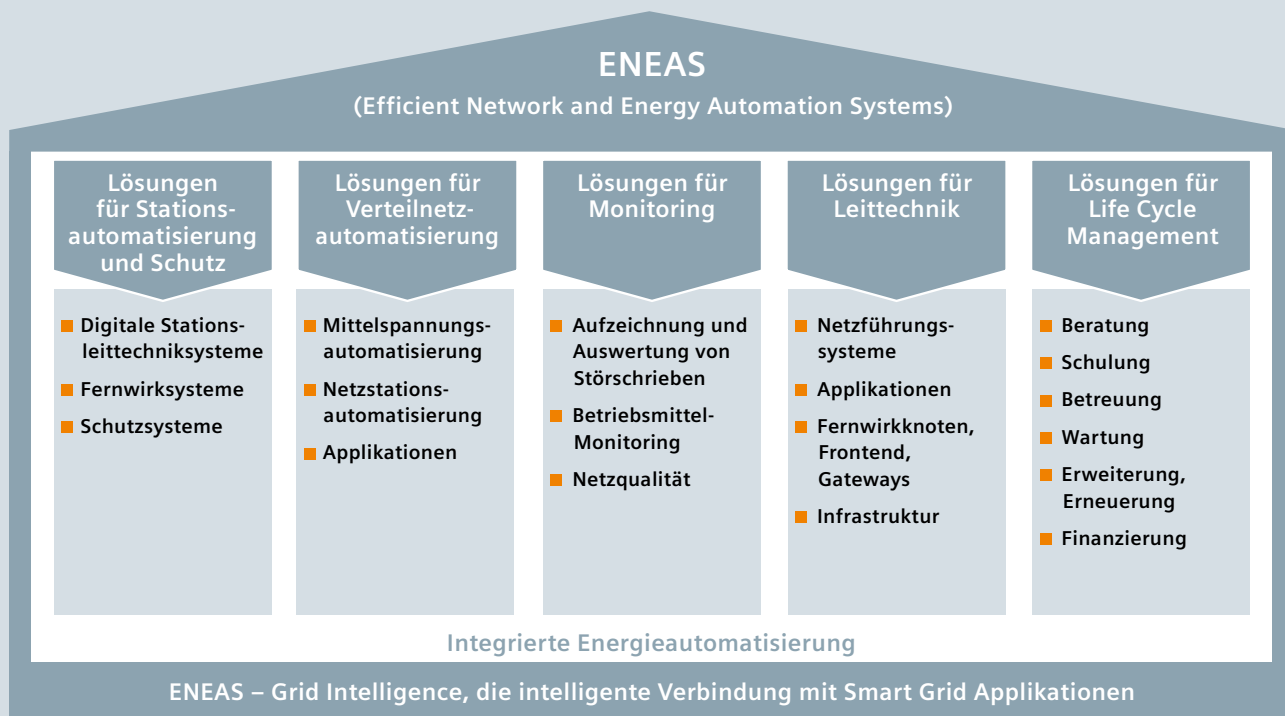 ENEAS
(Efficient Network and Energy Automation Systems)
Lösungen
für Stations-
automatisierung
und Schutz
Digitale Stations-
leittechniksysteme
Fernwirksysteme
Schutzsysteme
Lösungen für
Verteilnetz-
automatisierung
Mittelspannungs-
automatisierung
Netzstations-
automatisierung
Applikationen
Lösungen für
Monitoring
Aufzeichnung und
Auswertung von
Störschrieben
Betriebsmittel-
Monitoring
Netzqualität
Lösungen für
Leittechnik
Netzführungs-
systeme
Applikationen
Fernwirkknoten,
Frontend,
Gateways
Infrastruktur
Lösungen für
Life Cycle
Management
Beratung
Schulung
Betreuung
Wartung
Erweiterung,
Erneuerung
Finanzierung
Integrierte Energieautomatisierung
ENEAS – Grid Intelligence, die intelligente Verbindung mit Smart Grid Applikationen